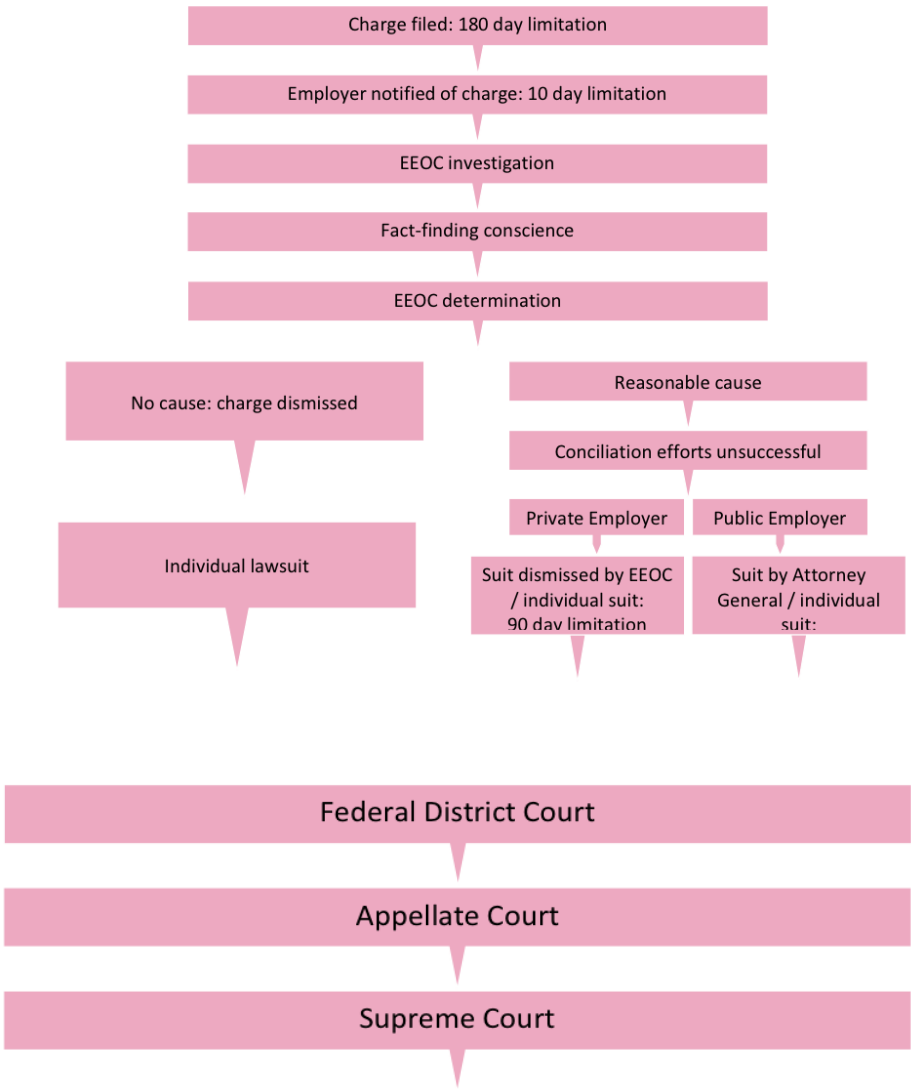 Charge filed: 180 day limitation
Employer notified of charge: 10 day limitation
EEOC investigation
Fact-finding conscience
EEOC determination
No cause: charge dismissed
Individual lawsuit
Reasonable cause
Conciliation efforts unsuccessful
Private Employer
Public Employer
Suit dismissed by EEOC
/ individual suit:
90 day limitation
Suit by Attorney
General / individual
suit:
Federal District Court
Appellate Court
Supreme Court